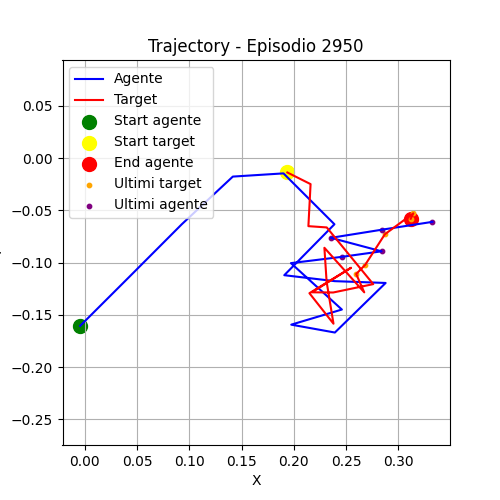 Trajectory - Episodio 2950
Agente
Target
Start agente
Start target
End agente
Ultimi target
Ultimi agente
0.05
0.00
−0.05
−0.10
−0.15
−0.20
−0.25
0.00 0.05 0.10 0.15 0.20 0.25 0.30
X